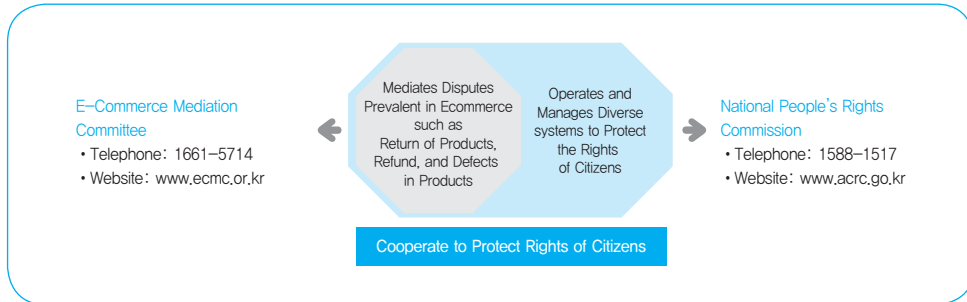 E-Commerce Mediation
Committee
• Telephone: 1661-5714
• Website: www.ecmc.or.kr
Mediates Disputes
Prevalent in Ecommerce
such as
Return of Products,
Refund, and Defects
in Products
Operates and
Manages Diverse
systems to Protect
the Rights
of Citizens
National People's Rights
Commission
• Telephone: 1588-1517
• Website: www.acrc.go.kr
Cooperate to Protect Rights of Citizens